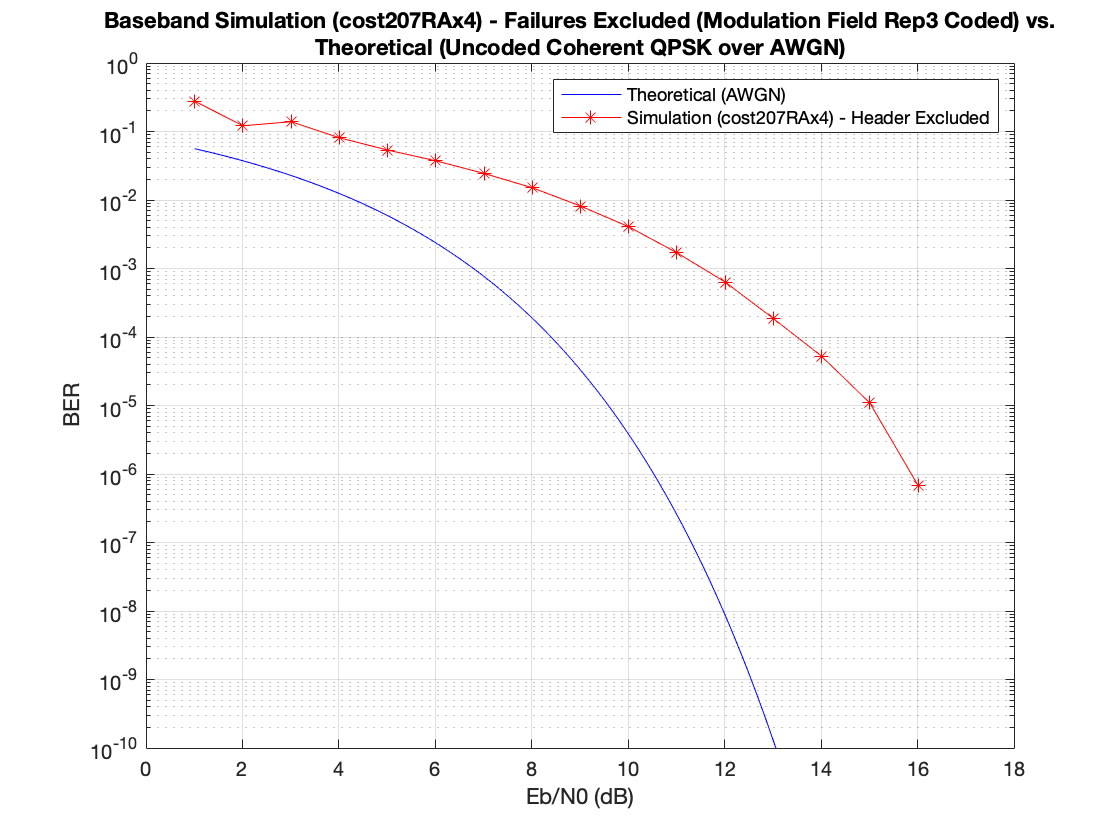 Baseband Simulation (cost207RAx4) - Failures Excluded (Modulation Field Rep3 Coded) vs.
Theoretical (Uncoded Coherent QPSK over AWGN)
Theoretical (AWGN)
Simulation (cost207RAx4) - Header Excluded
BER
10^0
10^-1
10^-2
10^-3
10^-4
10^-5
10^-6
10^-7
10^-8
10^-9
10^-10
0 2 4 6 8 10 12 14 16 18
Eb/N0 (dB)